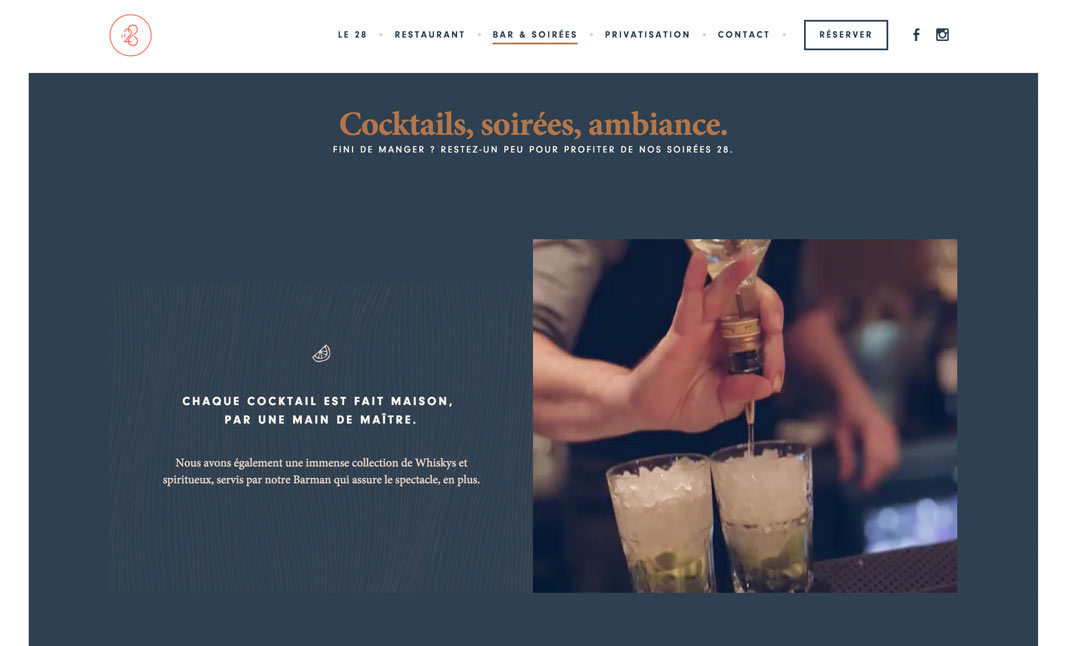 28
LE 28 • RESTAURANT • BAR & SOIRÉES • PRIVATISATION • CONTACT • RÉSERVER
Cocktails, soirées, ambiance.
FINI DE MANGER ? RESTEZ-UN PEU POUR PROFITER DE NOS SOIRÉES 28.
CHAQUE COCKTAIL EST FAIT MAISON,
PAR UNE MAIN DE MAÎTRE.
Nous avons également une immense collection de Whiskys et
spiritueux, servis par notre Barman qui assure le spectacle, en plus.